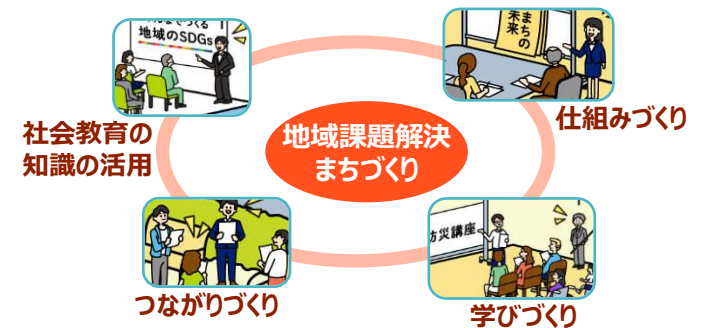 地域のSDGs
まちの
未来
仕組みづくり
社会教育の
知識の活用
地域課題解決
まちづくり
防災講座
つながりづくり
学びづくり